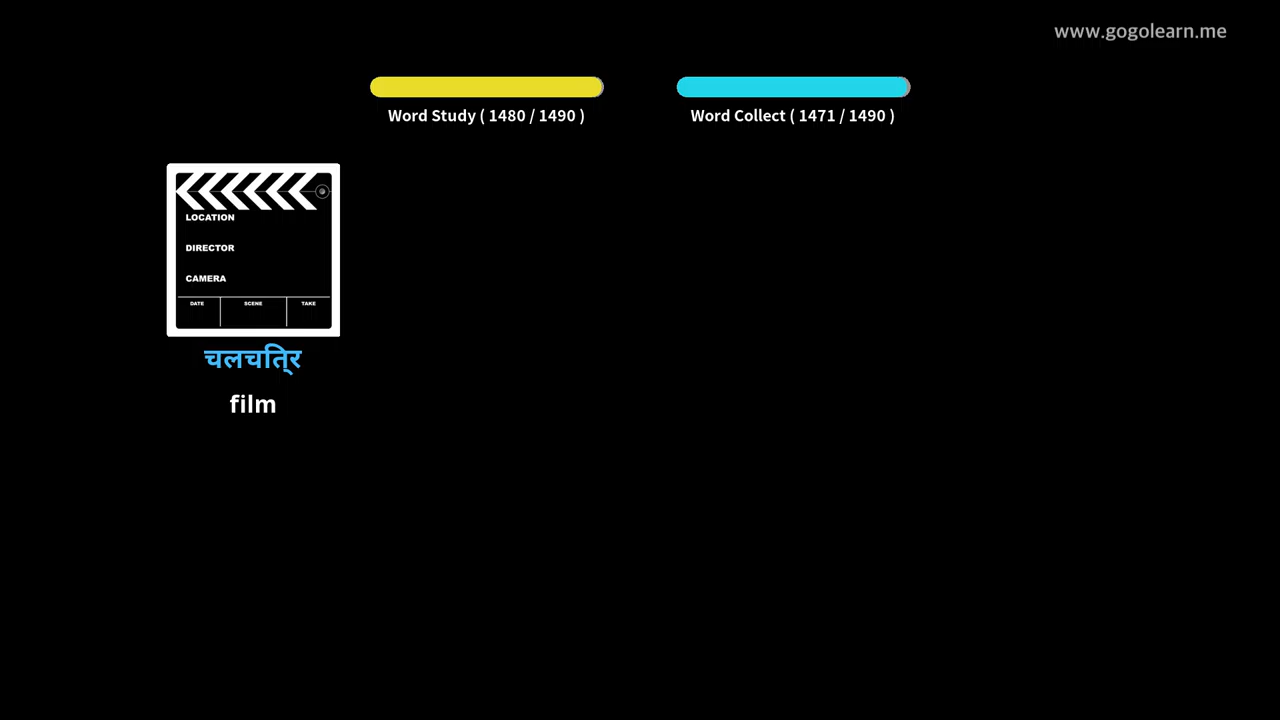 www.gogolearn.me
Word Study ( 1480 / 1490 )
Word Collect ( 1471 / 1490 )
LOCATION
DIRECTOR
CAMERA
DATE SCENE TAKE
चलचित्र
film